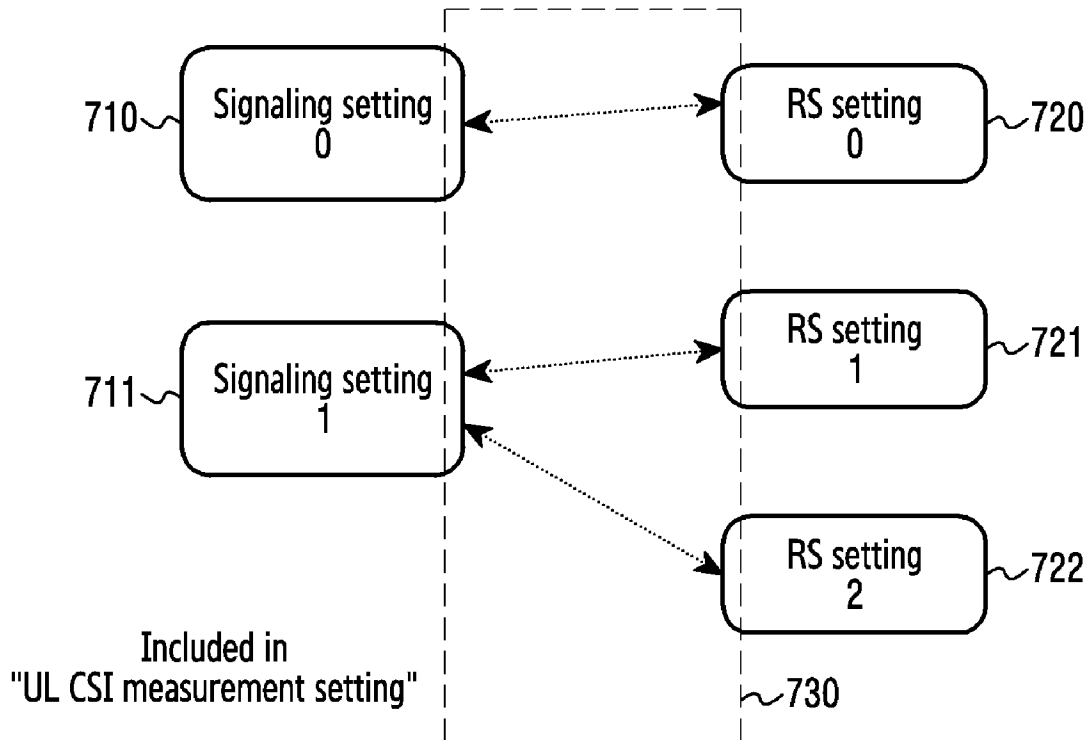 Signaling setting
0
710
RS setting
0
720
Signaling setting
1
711
RS setting
1
721
RS setting
2
722
Included in
"UL CSI measurement setting"
730